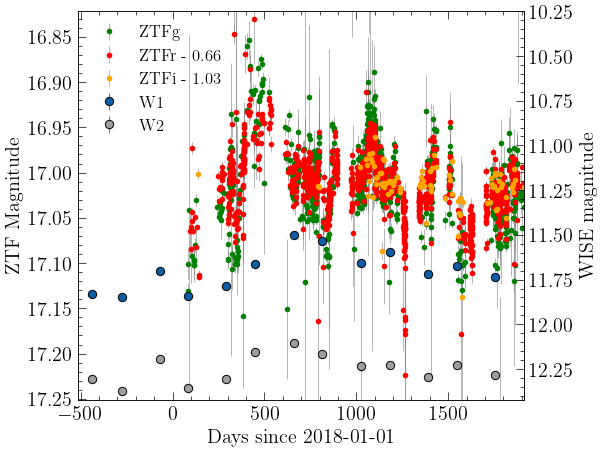 ZTFg
ZTFr - 0.66
ZTFi - 1.03
W1
W2
16.85
16.90
16.95
17.00
17.05
17.10
17.15
17.20
17.25
ZTF Magnitude
10.25
10.50
10.75
11.00
11.25
11.50
11.75
12.00
12.25
WISE magnitude
−500
0
500
1000
1500
Days since 2018-01-01